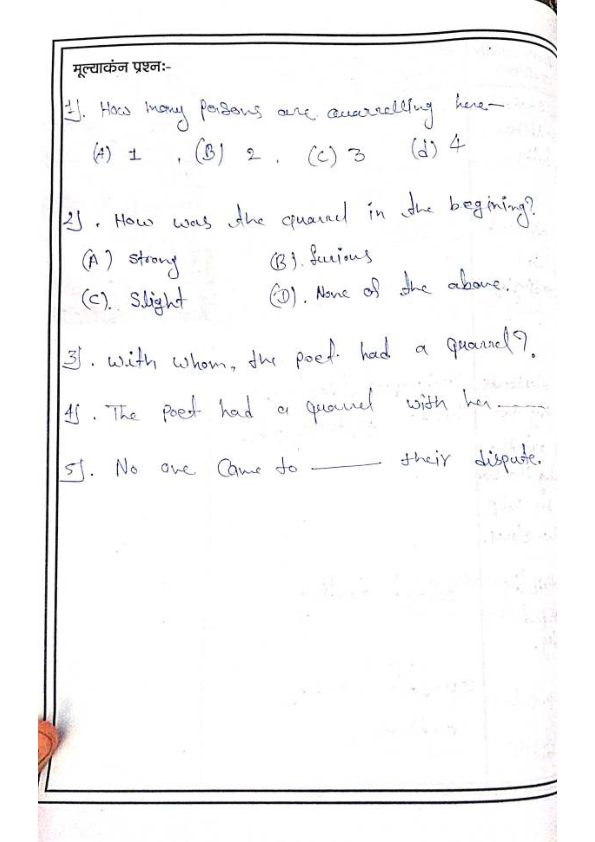 मूल्याकंन प्रश्न:-
1]. How many persons are quarrelling here-
(A) 1 , (B) 2 . (C) 3 (d) 4
2] . How was the quarrel in the begining?
(A) strong (B). furious
(C). Slight (D). None of the above.
3] . with whom, the poet had a quarrel?.
4] . The Poet had a quarrel with her ———
5] . No one Came to ——— their dispute.